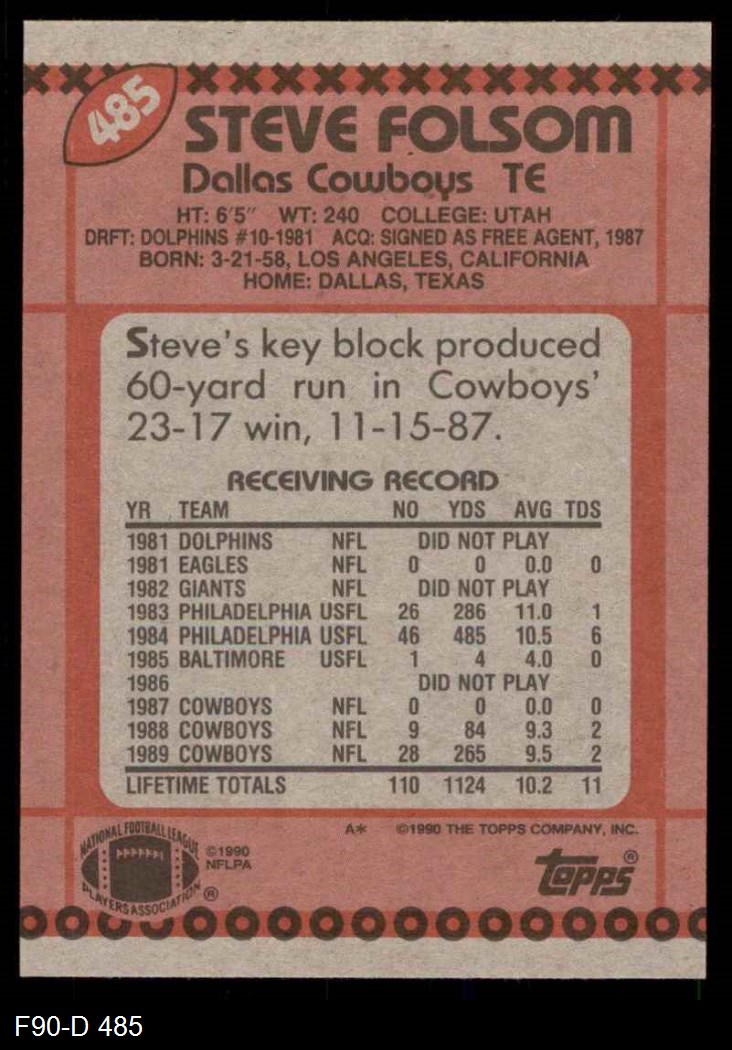 485
STEVE FOLSOM
Dallas Cowboys TE
HT: 6'5" WT: 240 COLLEGE: UTAH
DRFT: DOLPHINS #10-1981 ACQ: SIGNED AS FREE AGENT, 1987
BORN: 3-21-58, LOS ANGELES, CALIFORNIA
HOME: DALLAS, TEXAS
Steve's key block produced
60-yard run in Cowboys'
23-17 win, 11-15-87.
RECEIVING RECORD
YR TEAM NO YDS AVG TDS
1981 DOLPHINS NFL DID NOT PLAY
1981 EAGLES NFL 0 0 0.0 0
1982 GIANTS NFL DID NOT PLAY
1983 PHILADELPHIA USFL 26 286 11.0 1
1984 PHILADELPHIA USFL 46 485 10.5 6
1985 BALTIMORE USFL 1 4 4.0 0
1986 DID NOT PLAY
1987 COWBOYS NFL 0 0 0.0 0
1988 COWBOYS NFL 9 84 9.3 2
1989 COWBOYS NFL 28 265 9.5 2
LIFETIME TOTALS 110 1124 10.2 11
A* ©1990 THE TOPPS COMPANY, INC.
NATIONAL FOOTBALL LEAGUE
PLAYERS ASSOCIATION ®
©1990
NFLPA
topps ®
F90-D 485